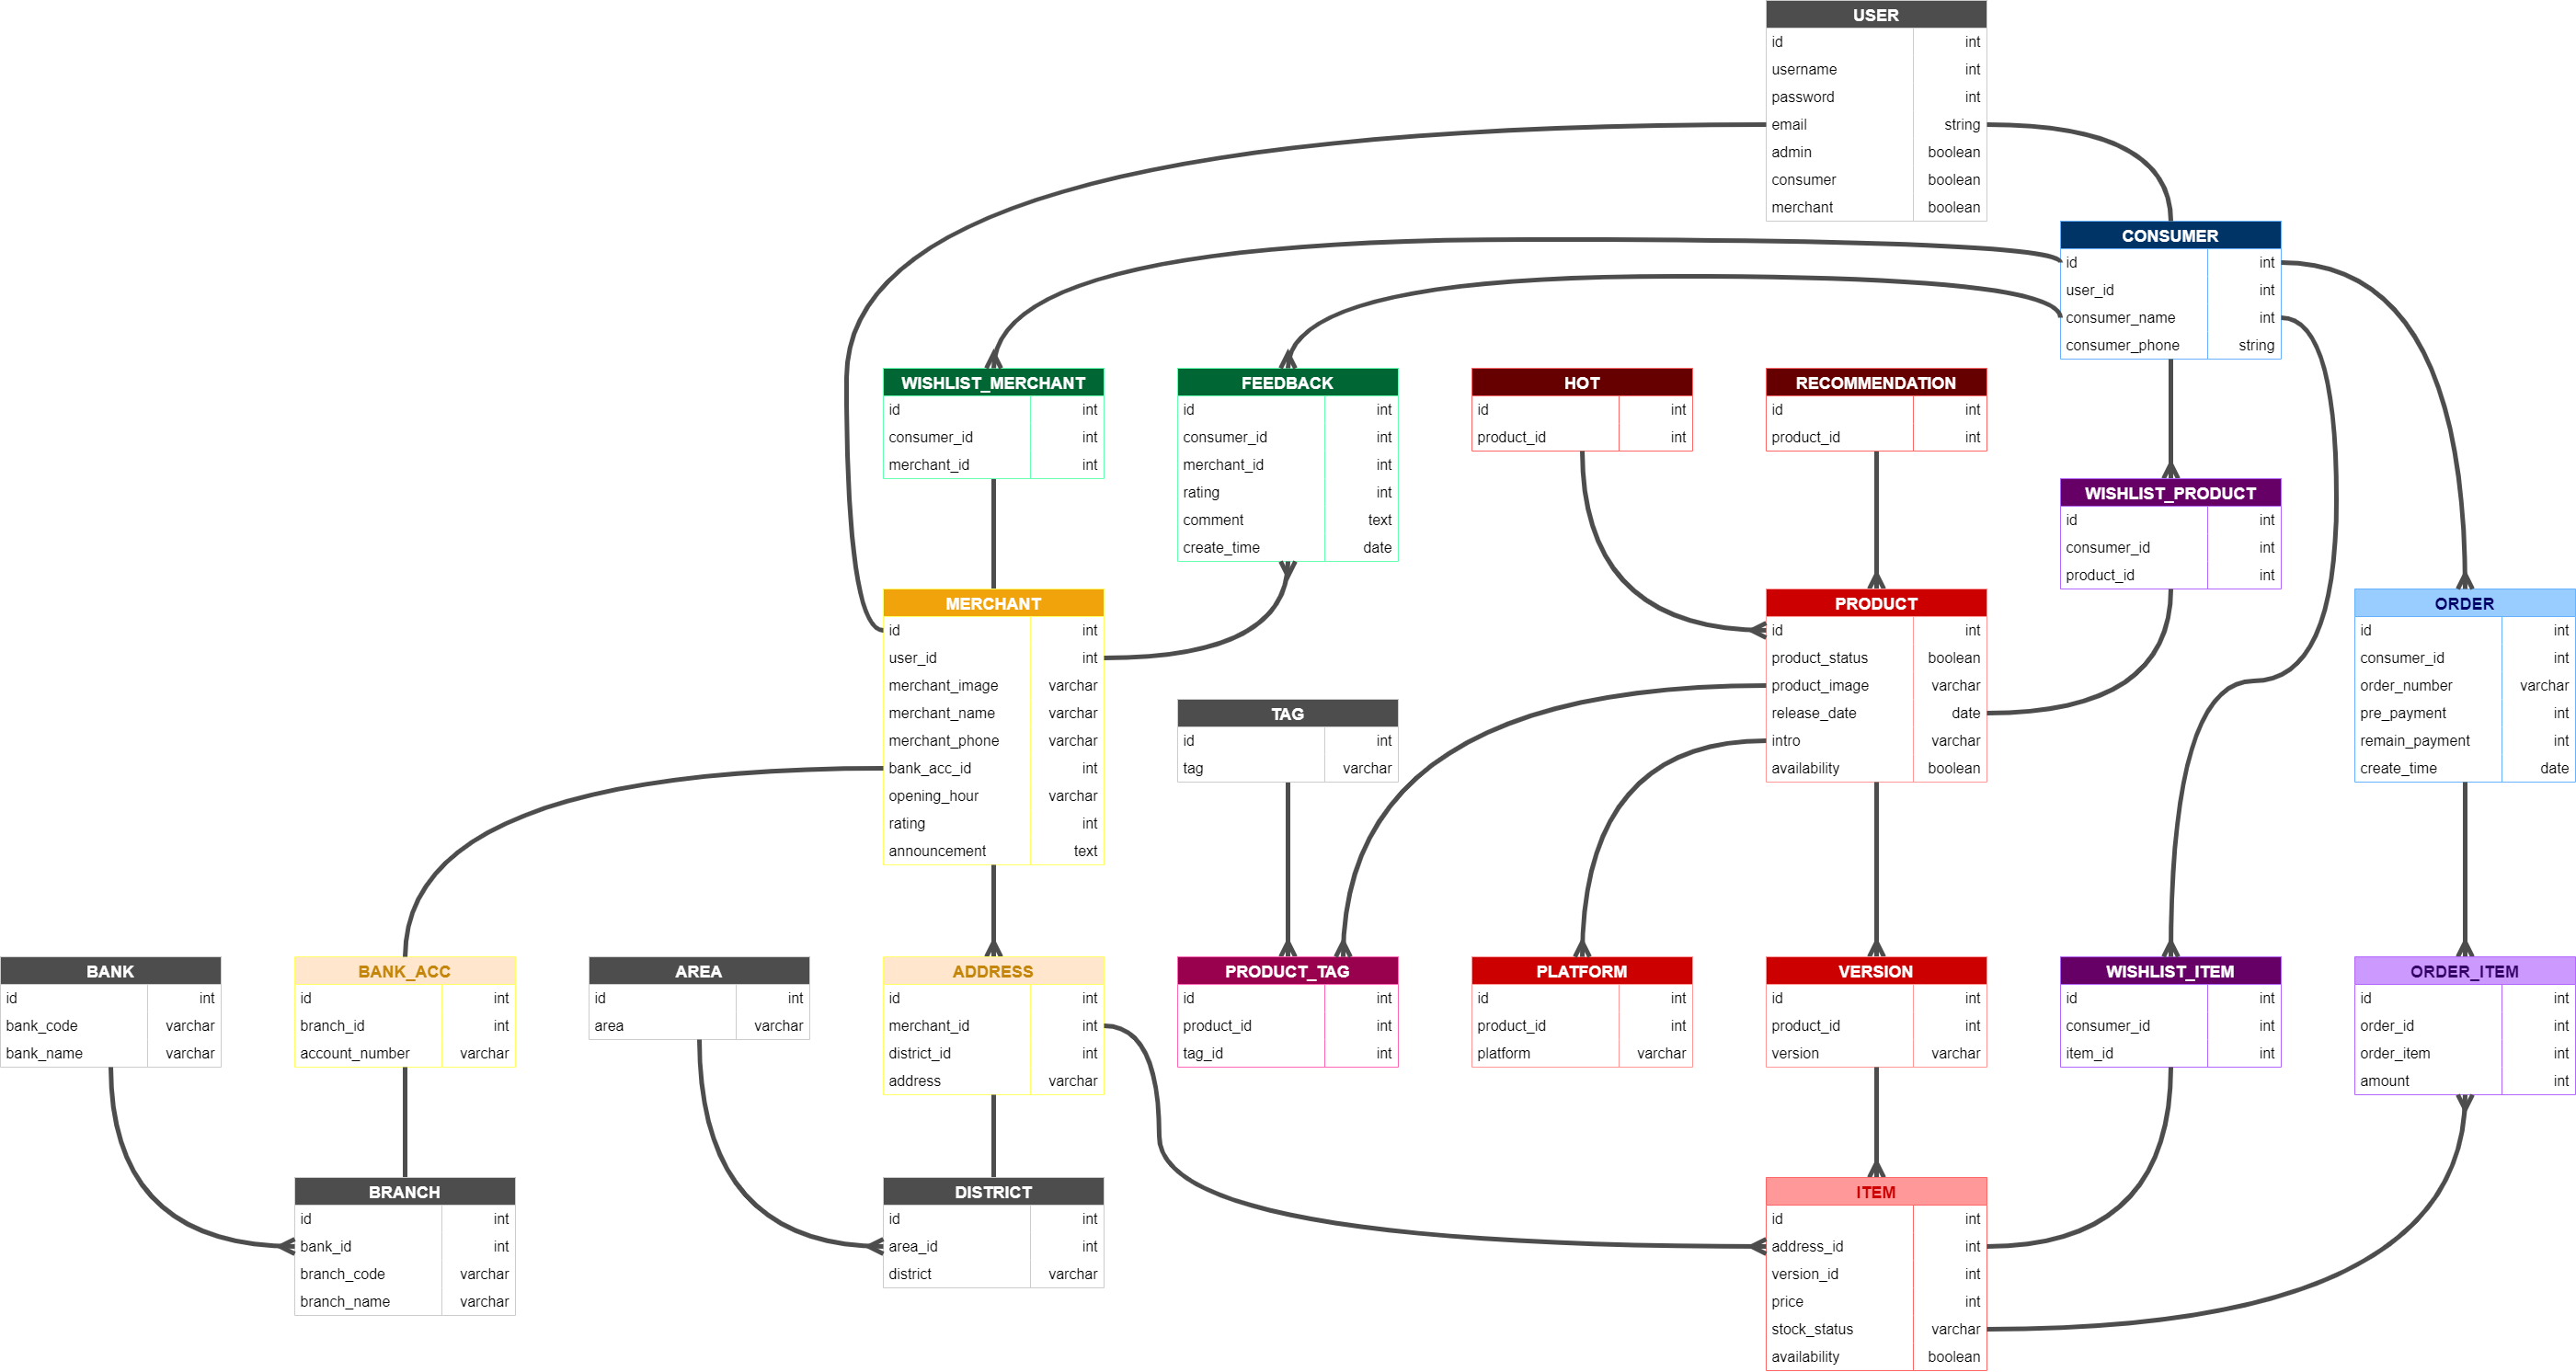 USER
id int
username int
password int
email string
admin boolean
consumer boolean
merchant boolean
CONSUMER
id int
user_id int
consumer_name int
consumer_phone string
WISHLIST_MERCHANT
id int
consumer_id int
merchant_id int
FEEDBACK
id int
consumer_id int
merchant_id int
rating int
comment text
create_time date
HOT
id int
product_id int
RECOMMENDATION
id int
product_id int
WISHLIST_PRODUCT
id int
consumer_id int
product_id int
MERCHANT
id int
user_id int
merchant_image varchar
merchant_name varchar
merchant_phone varchar
bank_acc_id int
opening_hour varchar
rating int
announcement text
TAG
id int
tag varchar
PRODUCT
id int
product_status boolean
product_image varchar
release_date date
intro varchar
availability boolean
ORDER
id int
consumer_id int
order_number varchar
pre_payment int
remain_payment int
create_time date
BANK
id int
bank_code varchar
bank_name varchar
BANK_ACC
id int
branch_id int
account_number varchar
AREA
id int
area varchar
ADDRESS
id int
merchant_id int
district_id int
address varchar
PRODUCT_TAG
id int
product_id int
tag_id int
PLATFORM
id int
product_id int
platform varchar
VERSION
id int
product_id int
version varchar
WISHLIST_ITEM
id int
consumer_id int
item_id int
ORDER_ITEM
id int
order_id int
order_item int
amount int
BRANCH
id int
bank_id int
branch_code varchar
branch_name varchar
DISTRICT
id int
area_id int
district varchar
ITEM
id int
address_id int
version_id int
price int
stock_status varchar
availability boolean